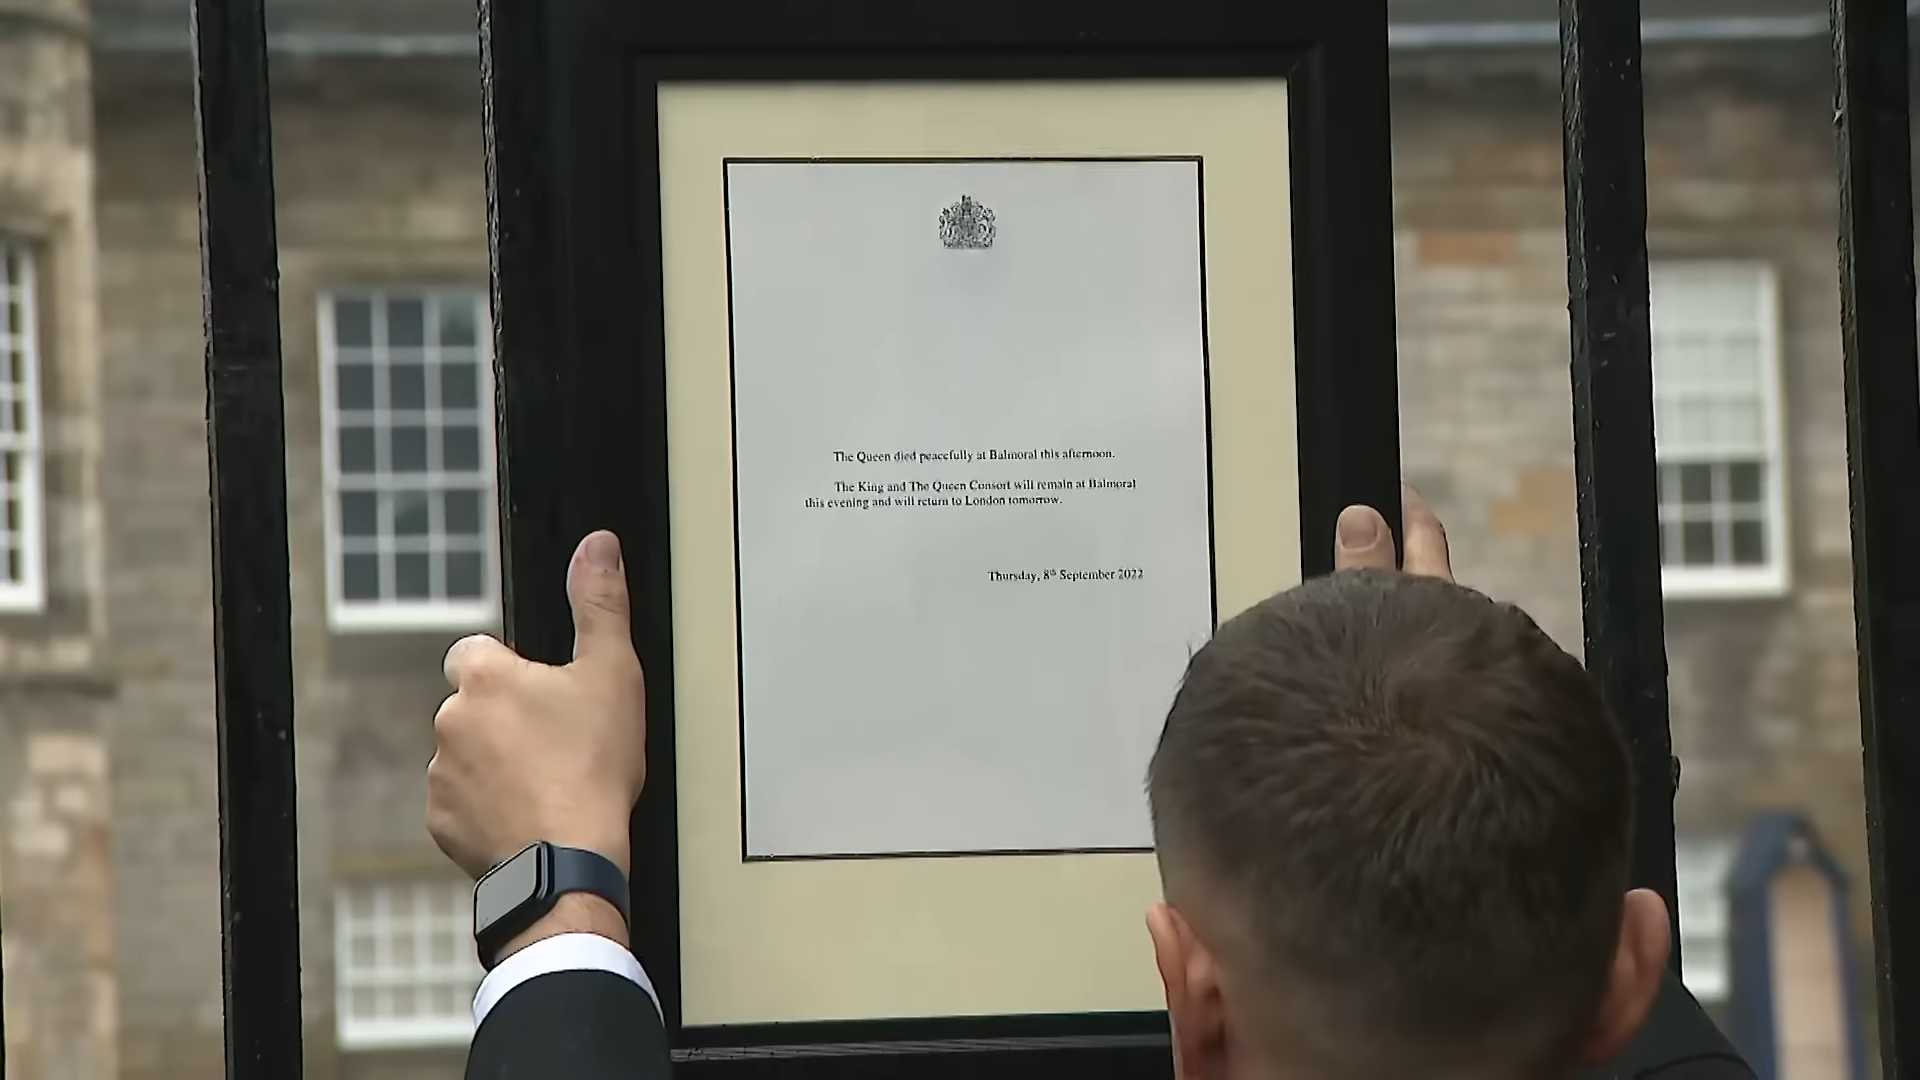 The Queen died peacefully at Balmoral this afternoon.
The King and The Queen Consort will remain at Balmoral
this evening and will return to London tomorrow.
Thursday, 8th September 2022